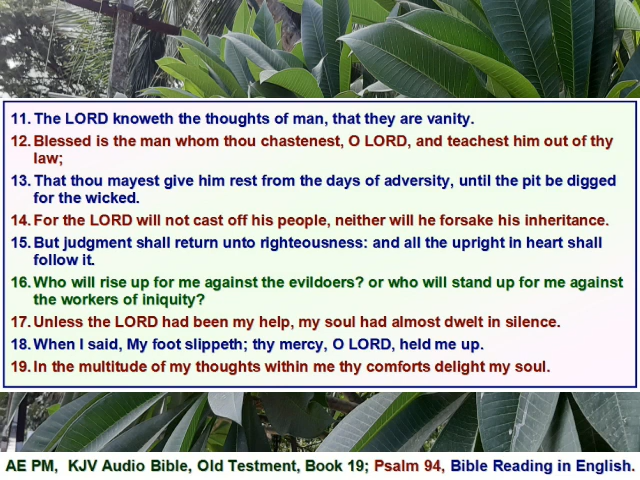 11. The LORD knoweth the thoughts of man, that they are vanity.
12. Blessed is the man whom thou chastenest, O LORD, and teachest him out of thy
law;
13. That thou mayest give him rest from the days of adversity, until the pit be digged
for the wicked.
14. For the LORD will not cast off his people, neither will he forsake his inheritance.
15. But judgment shall return unto righteousness: and all the upright in heart shall
follow it.
16. Who will rise up for me against the evildoers? or who will stand up for me against
the workers of iniquity?
17. Unless the LORD had been my help, my soul had almost dwelt in silence.
18. When I said, My foot slippeth; thy mercy, O LORD, held me up.
19. In the multitude of my thoughts within me thy comforts delight my soul.
AE PM, KJV Audio Bible, Old Testment, Book 19; Psalm 94, Bible Reading in English.